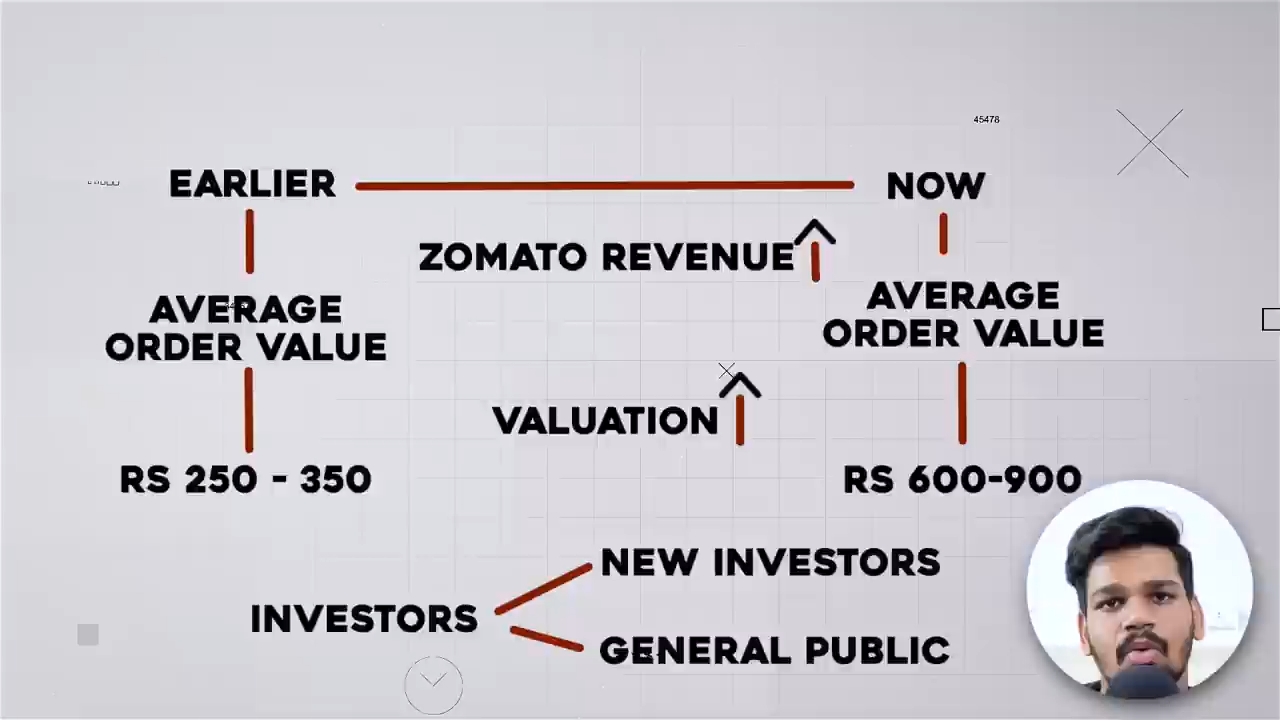 45478
EARLIER
NOW
ZOMATO REVENUE
AVERAGE
ORDER VALUE
AVERAGE
ORDER VALUE
VALUATION
RS 250 - 350
RS 600-900
NEW INVESTORS
INVESTORS
GENERAL PUBLIC